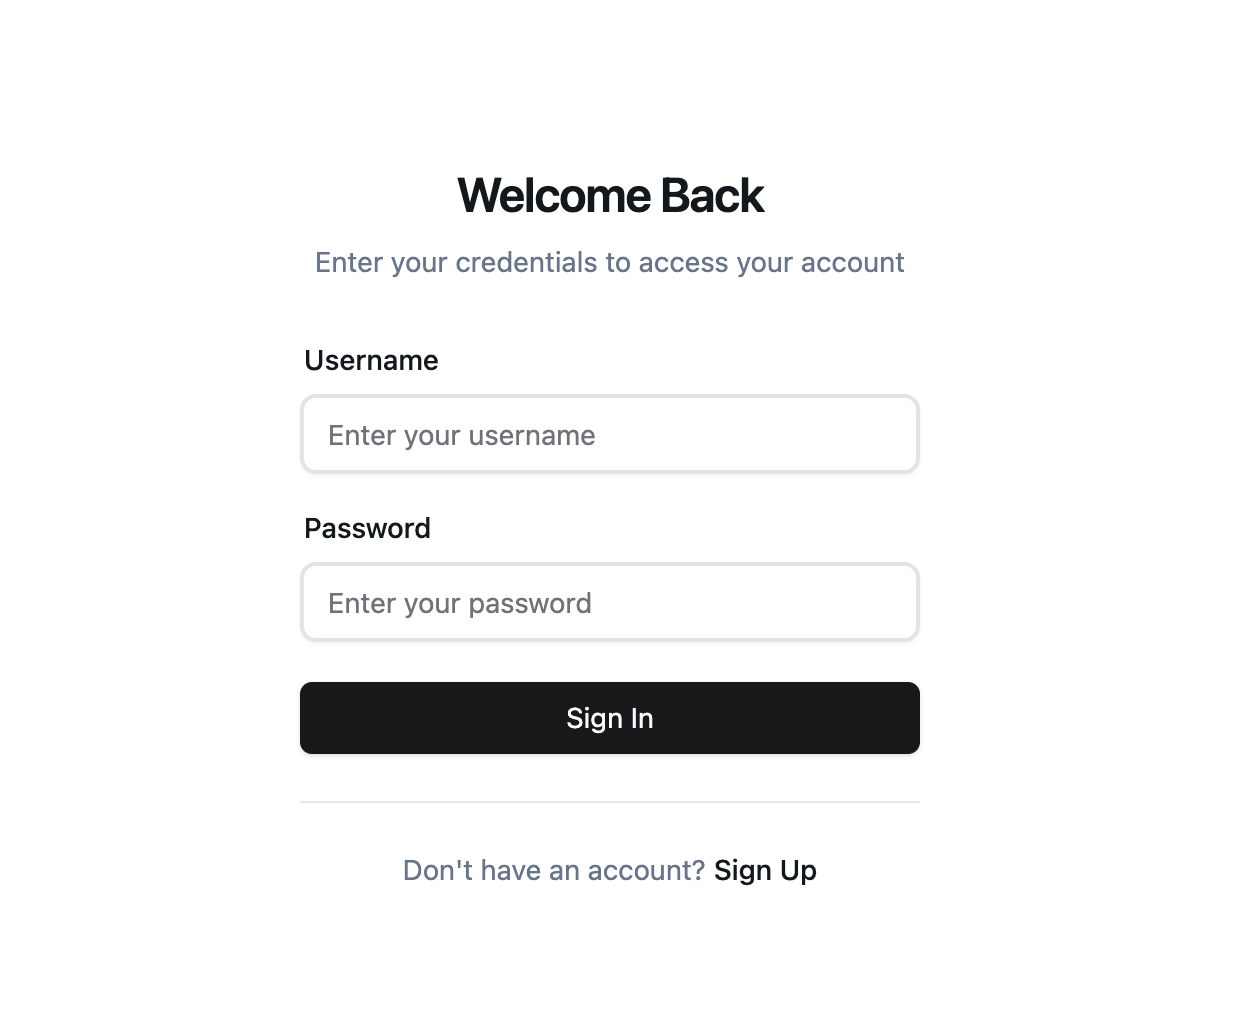 Welcome Back
Enter your credentials to access your account
Username
Enter your username
Password
Enter your password
Sign In
Don't have an account? Sign Up